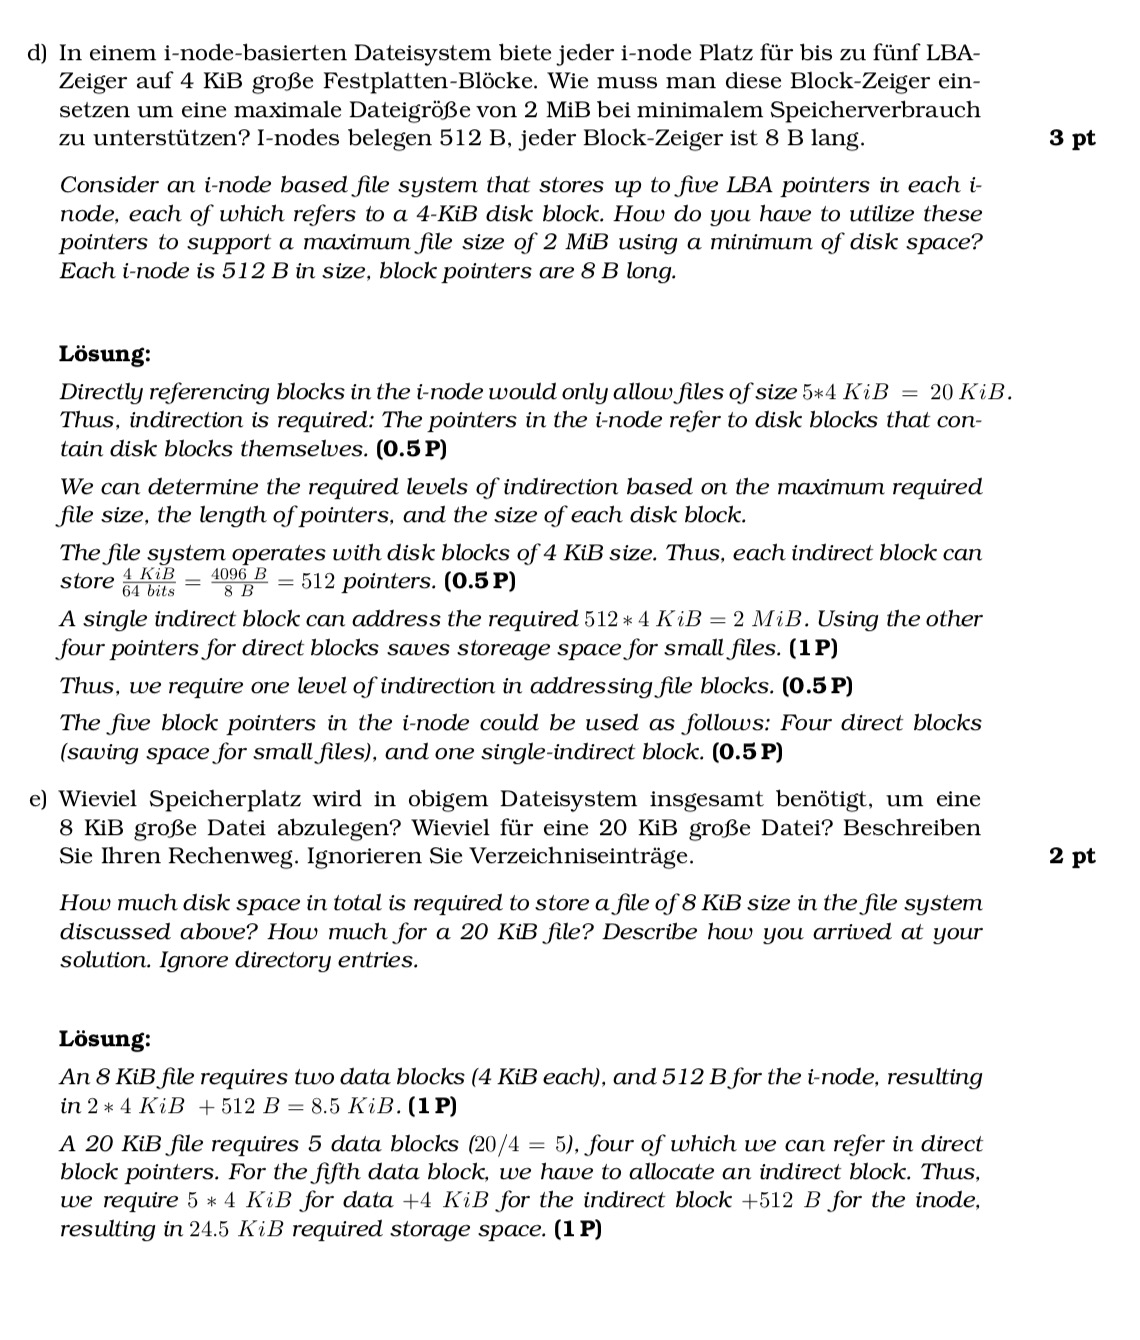 d) In einem i-node-basierten Dateisystem biete jeder i-node Platz für bis zu fünf LBA-
Zeiger auf 4 KiB große Festplatten-Blöcke. Wie muss man diese Block-Zeiger ein-
setzen um eine maximale Dateigröße von 2 MiB bei minimalem Speicherverbrauch
zu unterstützen? I-nodes belegen 512 B, jeder Block-Zeiger ist 8 B lang. 3 pt
Consider an i-node based file system that stores up to five LBA pointers in each i-
node, each of which refers to a 4-KiB disk block. How do you have to utilize these
pointers to support a maximum file size of 2 MiB using a minimum of disk space?
Each i-node is 512 B in size, block pointers are 8 B long.
Lösung:
Directly referencing blocks in the i-node would only allow files of size 5∗4 KiB = 20 KiB.
Thus, indirection is required: The pointers in the i-node refer to disk blocks that con-
tain disk blocks themselves. (0.5 P)
We can determine the required levels of indirection based on the maximum required
file size, the length of pointers, and the size of each disk block.
The file system operates with disk blocks of 4 KiB size. Thus, each indirect block can
store 4 KiB/64 bits = 4096 B/8 B = 512 pointers. (0.5 P)
A single indirect block can address the required 512 ∗ 4 KiB = 2 MiB. Using the other
four pointers for direct blocks saves storeage space for small files. (1 P)
Thus, we require one level of indirection in addressing file blocks. (0.5 P)
The five block pointers in the i-node could be used as follows: Four direct blocks
(saving space for small files), and one single-indirect block. (0.5 P)
e) Wieviel Speicherplatz wird in obigem Dateisystem insgesamt benötigt, um eine
8 KiB große Datei abzulegen? Wieviel für eine 20 KiB große Datei? Beschreiben
Sie Ihren Rechenweg. Ignorieren Sie Verzeichniseinträge. 2 pt
How much disk space in total is required to store a file of 8 KiB size in the file system
discussed above? How much for a 20 KiB file? Describe how you arrived at your
solution. Ignore directory entries.
Lösung:
An 8 KiB file requires two data blocks (4 KiB each), and 512 B for the i-node, resulting
in 2 ∗ 4 KiB + 512 B = 8.5 KiB. (1 P)
A 20 KiB file requires 5 data blocks (20/4 = 5), four of which we can refer in direct
block pointers. For the fifth data block, we have to allocate an indirect block. Thus,
we require 5 ∗ 4 KiB for data +4 KiB for the indirect block +512 B for the inode,
resulting in 24.5 KiB required storage space. (1 P)